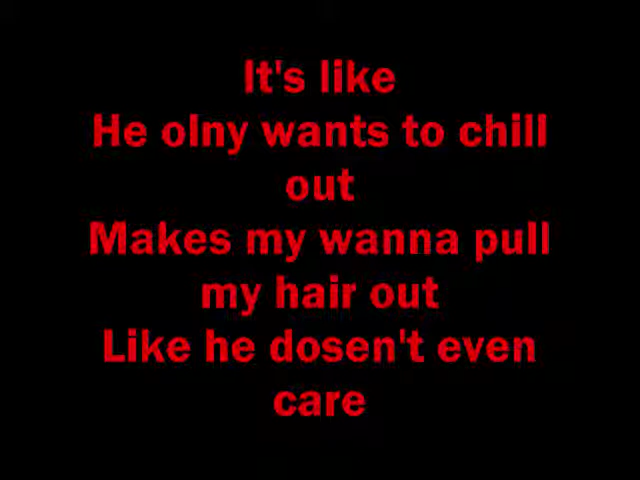 It's like
He olny wants to chill
out
Makes my wanna pull
my hair out
Like he dosen't even
care